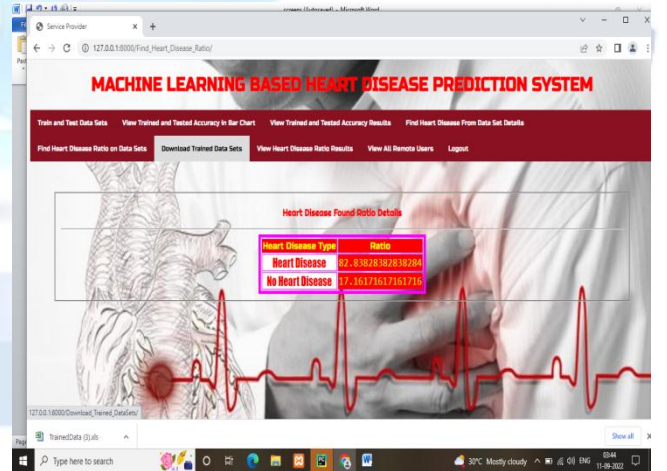 screens (Autosaved) - Microsoft Word
Service Provider
127.0.0.1:8000/Find_Heart_Disease_Ratio/
MACHINE LEARNING BASED HEART DISEASE PREDICTION SYSTEM
Train and Test Data Sets View Trained and Tested Accuracy in Bar Chart View Trained and Tested Accuracy Results Find Heart Disease From Data Set Details
Find Heart Disease Ratio on Data Sets Download Trained Data Sets View Heart Disease Ratio Results View All Remote Users Logout
Heart Disease Found Ratio Details
Heart Disease Type Ratio
Heart Disease 82.83828382838284
No Heart Disease 17.16171617161716
127.0.0.1:8000/Download_Trained_DataSets/
TrainedData (3).xls Show all
Type here to search 30°C Mostly cloudy ENG 03:44
11-09-2022